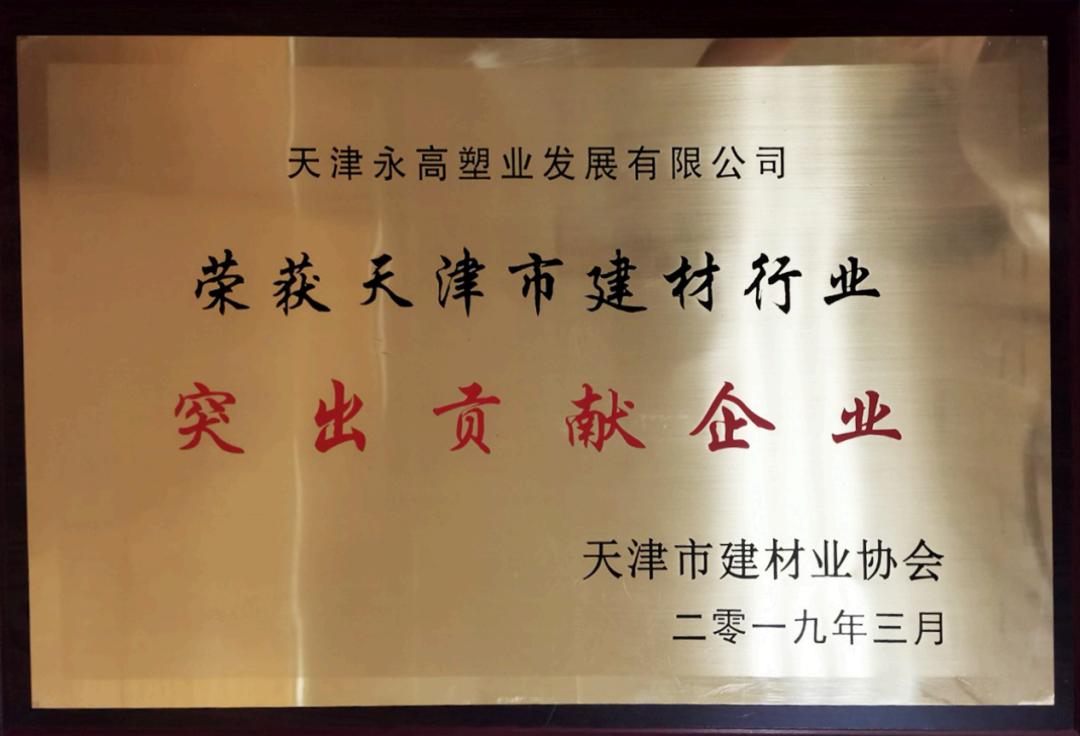 天津永高塑业发展有限公司
荣获天津市建材行业
突出贡献企业
天津市建材业协会
二零一九年三月